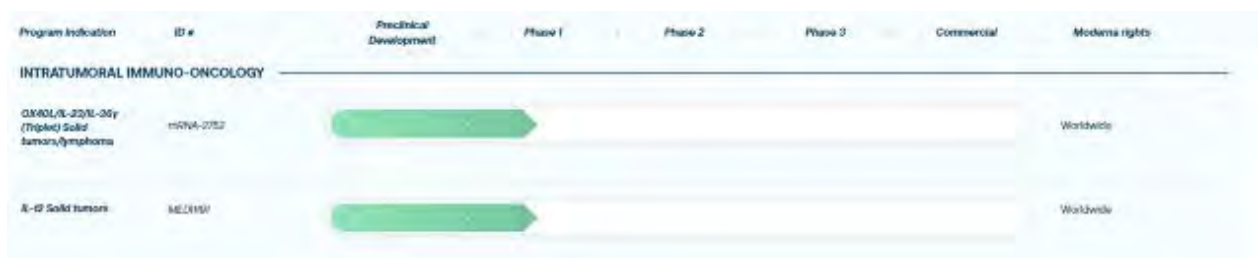 Program Indication ID # Preclinical Development Phase 1 Phase 2 Phase 3 Commercial Moderna rights
INTRATUMORAL IMMUNO-ONCOLOGY
OX40L/IL-23/IL-36γ
(Triplet) Solid
tumors/lymphoma
mRNA-2752
Worldwide
IL-12 Solid tumors
MEDI1191
Worldwide